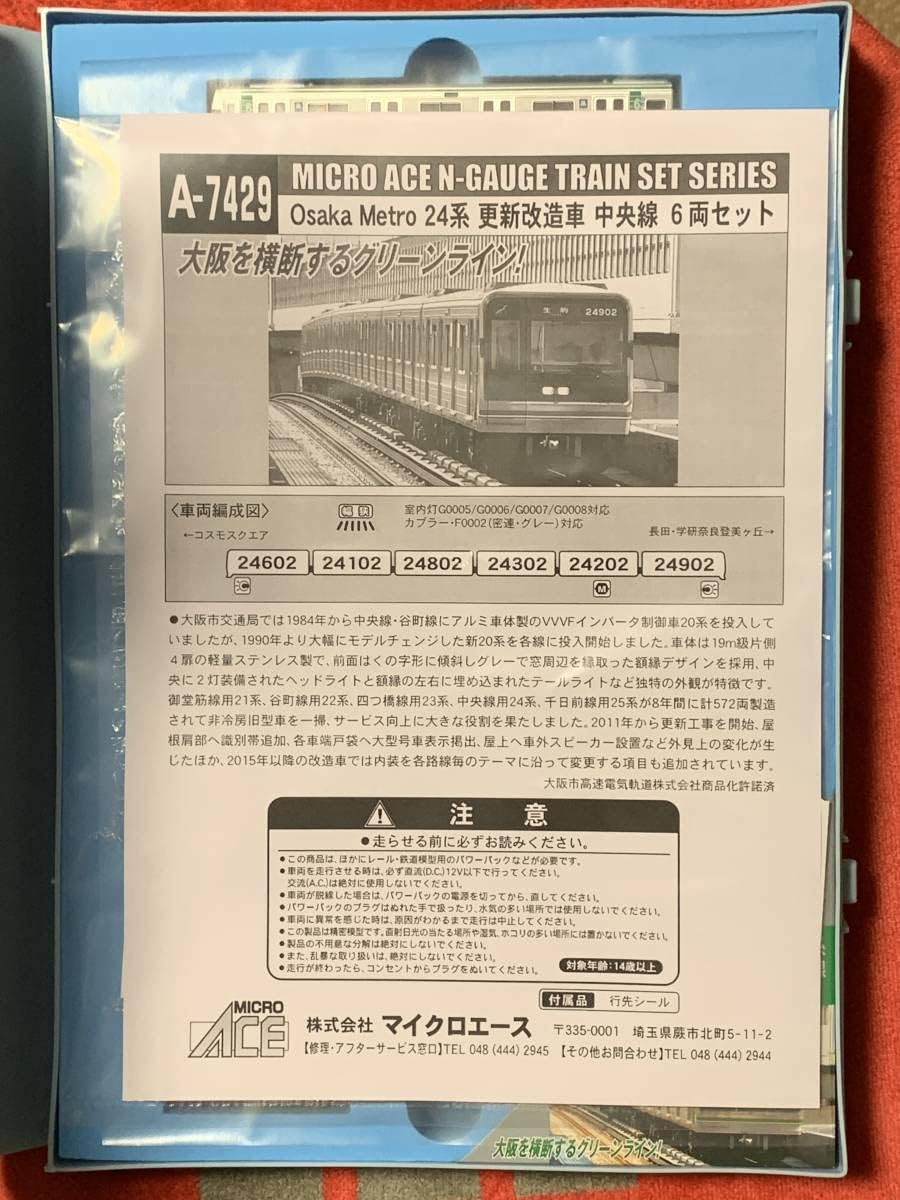 A-7429
MICRO ACE N-GAUGE TRAIN SET SERIES
Osaka Metro 24系 更新改造車 中央線 6両セット
大阪を横断するグリーンライン!
生駒 24902
〈車両編成図〉
室内灯G0005/G0006/G0007/G0008対応
カプラー・F0002(密連・グレー)対応
←コスモスクエア
長田・学研奈良登美ヶ丘→
24602 24102 24802 24302 24202 24902
M
●大阪市交通局では1984年から中央線・谷町線にアルミ車体製のVVVFインバータ制御車20系を投入して
いましたが、1990年より大幅にモデルチェンジした新20系を各線に投入開始しました。車体は19m級片側
4扉の軽量ステンレス製で、前面はくの字形に傾斜しグレーで窓周辺を縁取った額縁デザインを採用、中
央に2灯装備されたヘッドライトと額縁の左右に埋め込まれたテールライトなど独特の外観が特徴です。
御堂筋線用21系、谷町線用22系、四つ橋線用23系、中央線用24系、千日前線用25系が8年間に計572両製造
されて非冷房旧型車を一掃、サービス向上に大きな役割を果たしました。2011年から更新工事を開始、屋
根肩部へ識別帯追加、各車端戸袋へ大型号車表示掲出、屋上へ車外スピーカー設置など外見上の変化が生
じたほか、2015年以降の改造車では内装を各路線毎のテーマに沿って変更する項目も追加されています。
大阪市高速電気軌道株式会社商品化許諾済
注意
●走らせる前に必ずお読みください。
●この商品は、ほかにレール・鉄道模型用のパワーパックなどが必要です。
●車両を走行させる時は、必ず直流(D.C.)12V以下で行ってください。
交流(A.C.)は絶対に使用しないでください。
●車両が脱線した場合は、パワーパックの電源を切ってから、直してください。
●パワーパックのプラグはぬれた手で扱ったり、水気の多い場所では使用しないでください。
●車両に異常を感じた時は、原因がわかるまで走行は中止してください。
●この製品は精密模型です。直射日光の当たる場所や湿気、ホコリの多い場所には置かないでください。
●製品の不用意な分解は絶対にしないでください。
●また、乱暴な取り扱いは、絶対にしないでください。
●走行が終わったら、コンセントからプラグをぬいてください。
対象年齢:14歳以上
付属品 行先シール
MICRO ACE
株式会社 マイクロエース 〒335-0001 埼玉県蕨市北町5-11-2
【修理・アフターサービス窓口】TEL 048 (444) 2945 【その他お問合わせ】TEL 048 (444) 2944
大阪を横断するグリーンライン!